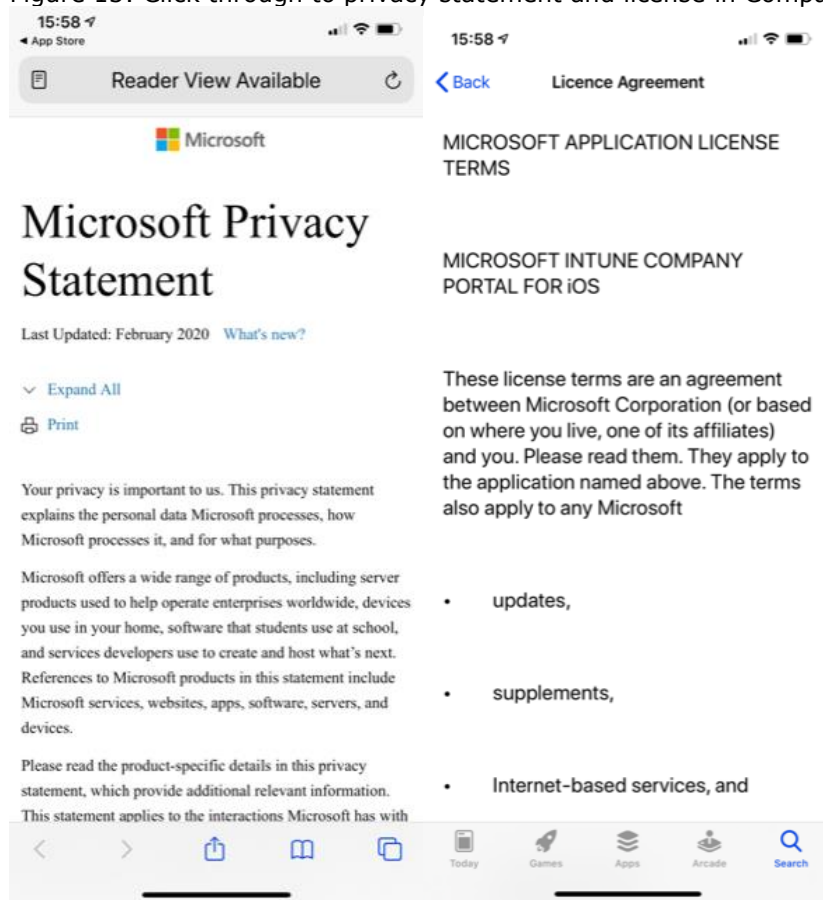 Figure 13. Click through to privacy statement and license in Comp
15:58
App Store
Reader View Available
Microsoft
Microsoft Privacy
Statement
Last Updated: February 2020 What's new?
Expand All
Print
Your privacy is important to us. This privacy statement
explains the personal data Microsoft processes, how
Microsoft processes it, and for what purposes.
Microsoft offers a wide range of products, including server
products used to help operate enterprises worldwide, devices
you use in your home, software that students use at school,
and services developers use to create and host what's next.
References to Microsoft products in this statement include
Microsoft services, websites, apps, software, servers, and
devices.
Please read the product-specific details in this privacy
statement, which provide additional relevant information.
This statement applies to the interactions Microsoft has with
15:58
Back Licence Agreement
MICROSOFT APPLICATION LICENSE
TERMS
MICROSOFT INTUNE COMPANY
PORTAL FOR iOS
These license terms are an agreement
between Microsoft Corporation (or based
on where you live, one of its affiliates)
and you. Please read them. They apply to
the application named above. The terms
also apply to any Microsoft
• updates,
• supplements,
• Internet-based services, and
Today Games Apps Arcade Search